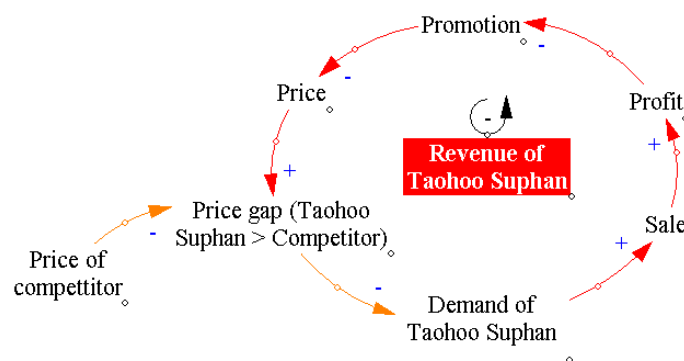 Promotion
-
-
Price
Profit
-
+
Revenue of
Taohoo Suphan
+
Price gap (Taohoo
Suphan > Competitor)
Sale
-
+
Price of
compettitor
-
Demand of
Taohoo Suphan